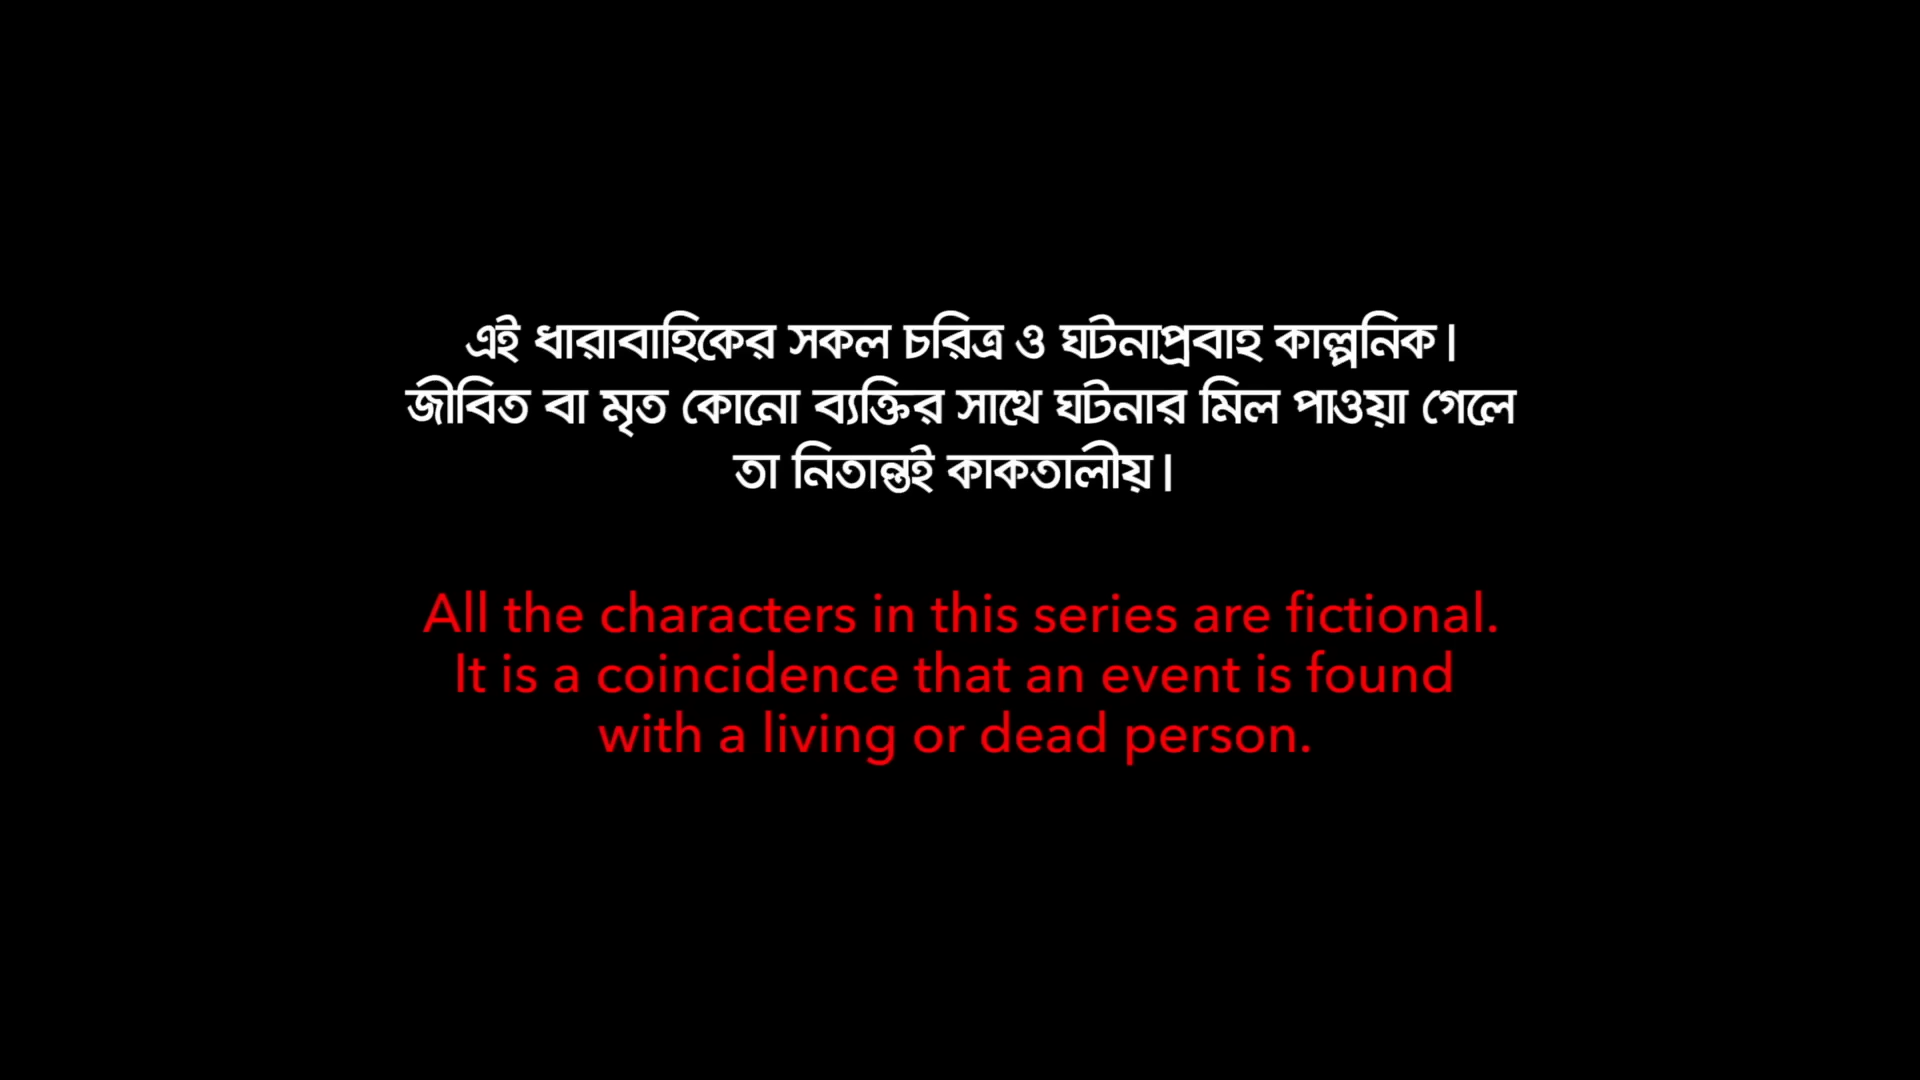 এই ধারাবাহিকের সকল চরিত্র ও ঘটনাপ্রবাহ কাল্পনিক।
জীবিত বা মৃত কোনো ব্যক্তির সাথে ঘটনার মিল পাওয়া গেলে
তা নিতান্তই কাকতালীয়।
All the characters in this series are fictional.
It is a coincidence that an event is found
with a living or dead person.